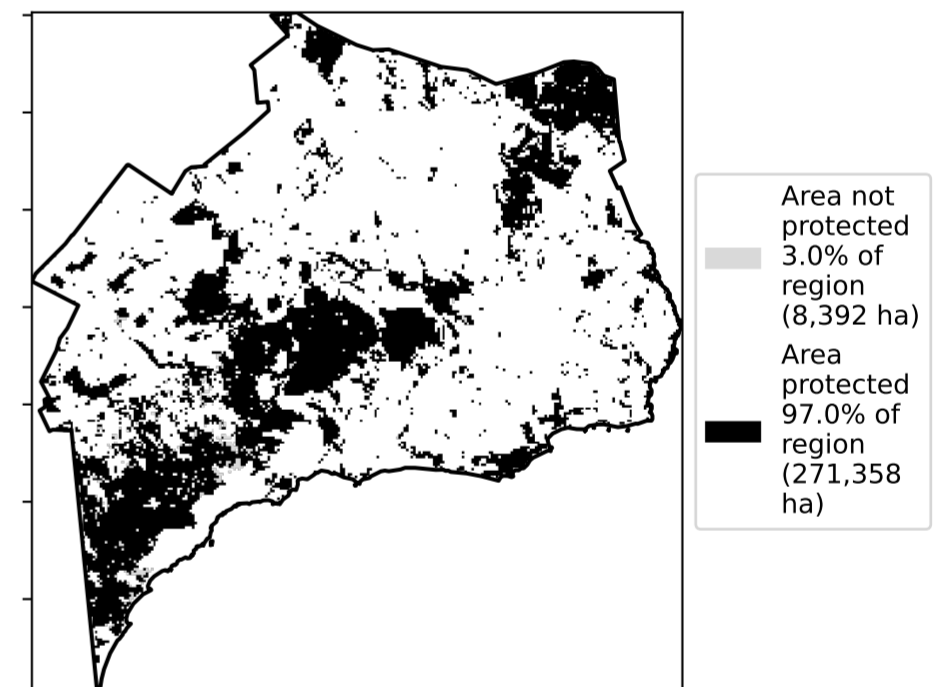 Area not
protected
3.0% of
region
(8,392 ha)
Area
protected
97.0% of
region
(271,358
ha)